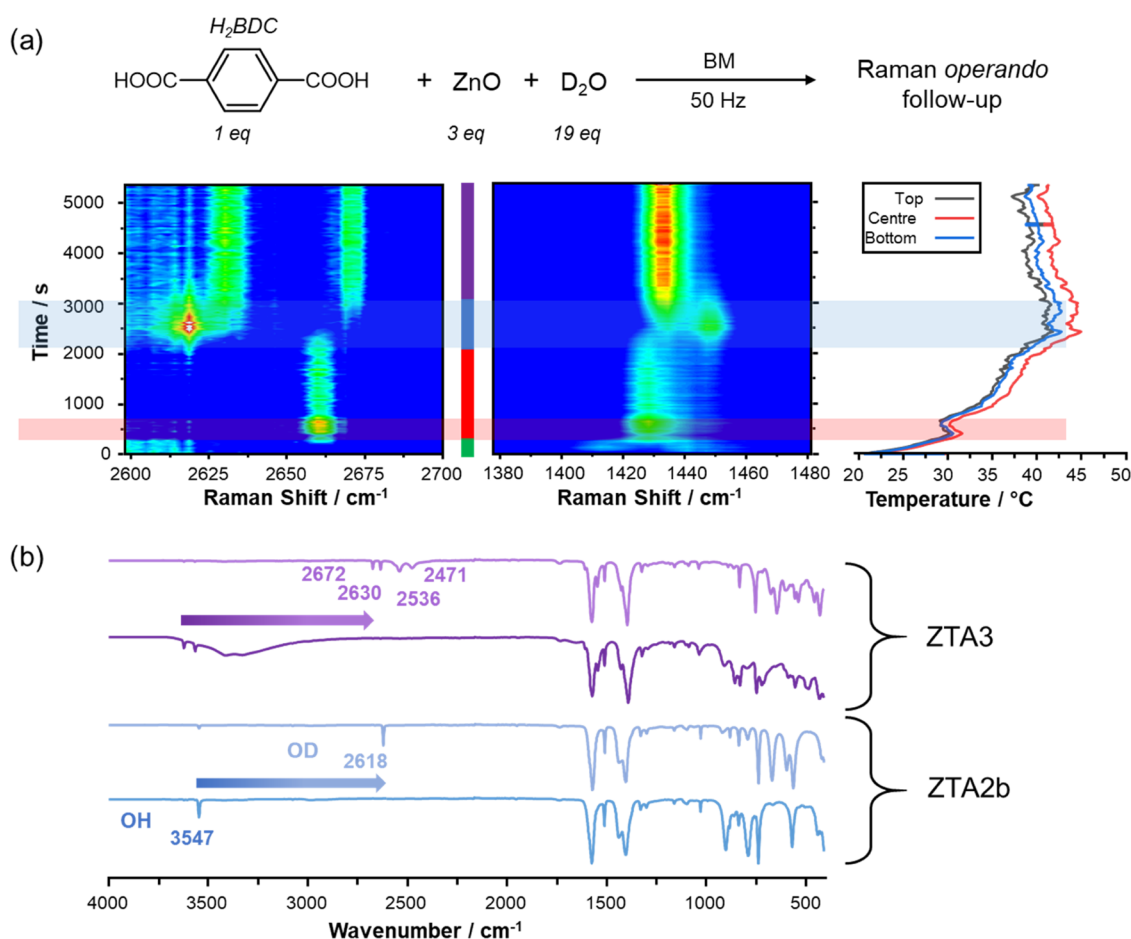 (a)
H₂BDC
HOOC
COOH
+ ZnO + D₂O
BM
50 Hz
Raman operando
follow-up
1 eq
3 eq
19 eq
Time / s
5000
4000
3000
2000
1000
0
2600 2625 2650 2675 2700
Raman Shift / cm⁻¹
1380 1400 1420 1440 1460 1481
Raman Shift / cm⁻¹
Top
Centre
Bottom
20 25 30 35 40 45 50
Temperature / °C
(b)
2672
2630
2536
2471
ZTA3
OD
2618
OH
3547
ZTA2b
4000 3500 3000 2500 2000 1500 1000 500
Wavenumber / cm⁻¹